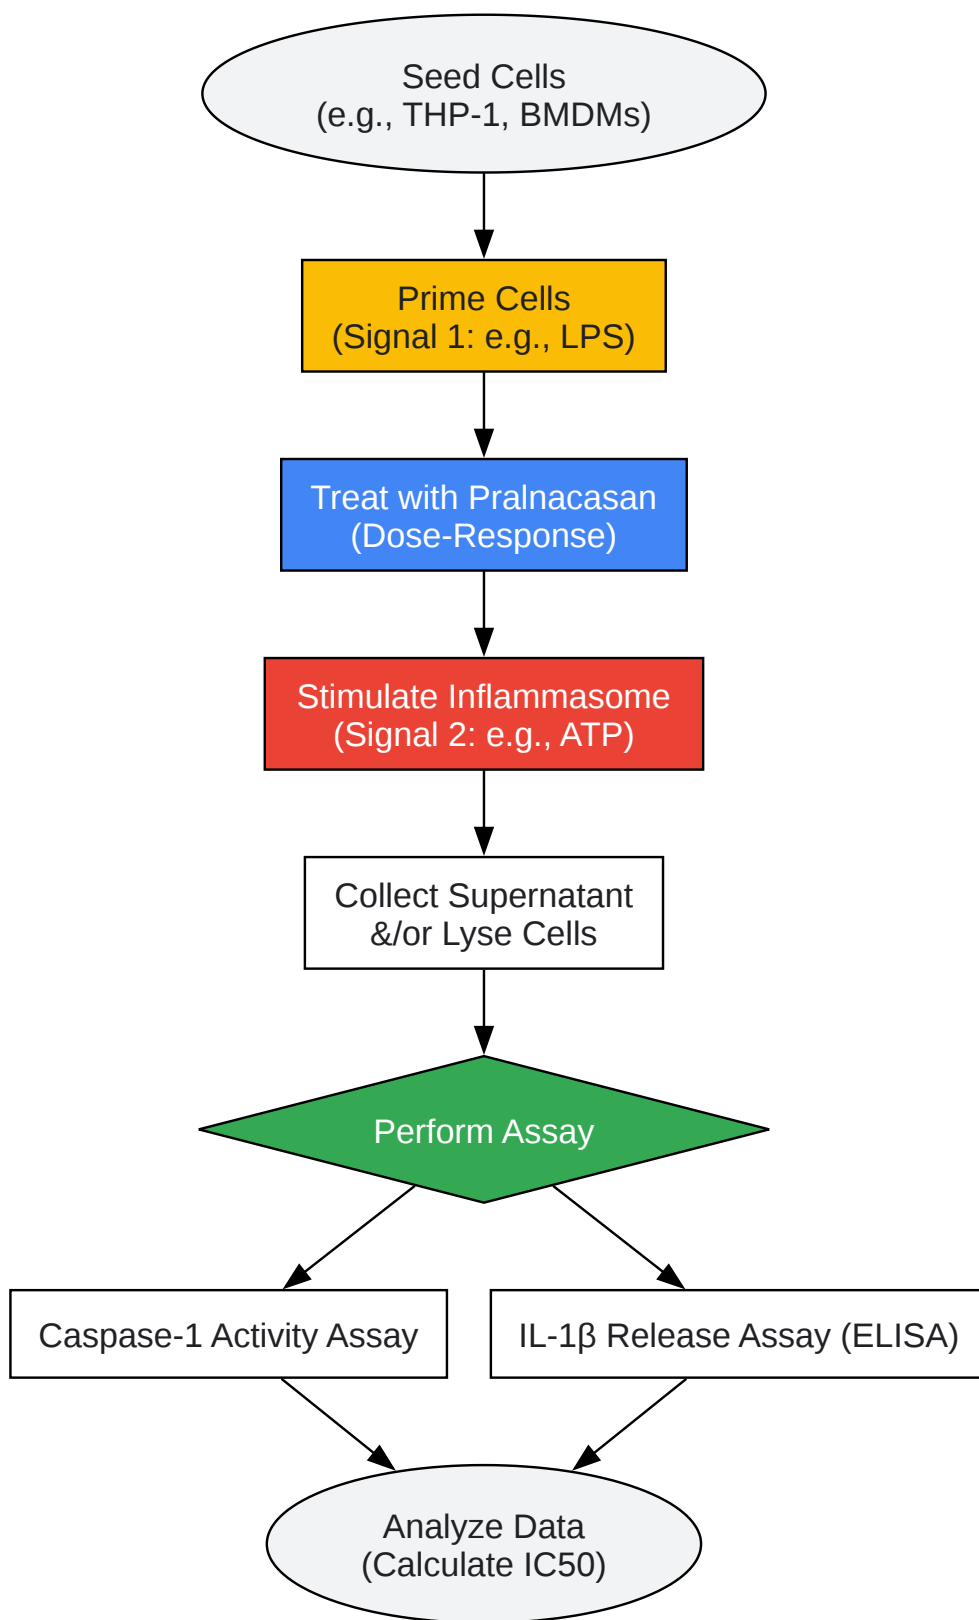 Seed Cells
(e.g., THP-1, BMDMs)
Prime Cells
(Signal 1: e.g., LPS)
Treat with Pralnacasan
(Dose-Response)
Stimulate Inflammasome
(Signal 2: e.g., ATP)
Collect Supernatant
&/or Lyse Cells
Perform Assay
Caspase-1 Activity Assay
IL-1β Release Assay (ELISA)
Analyze Data
(Calculate IC50)